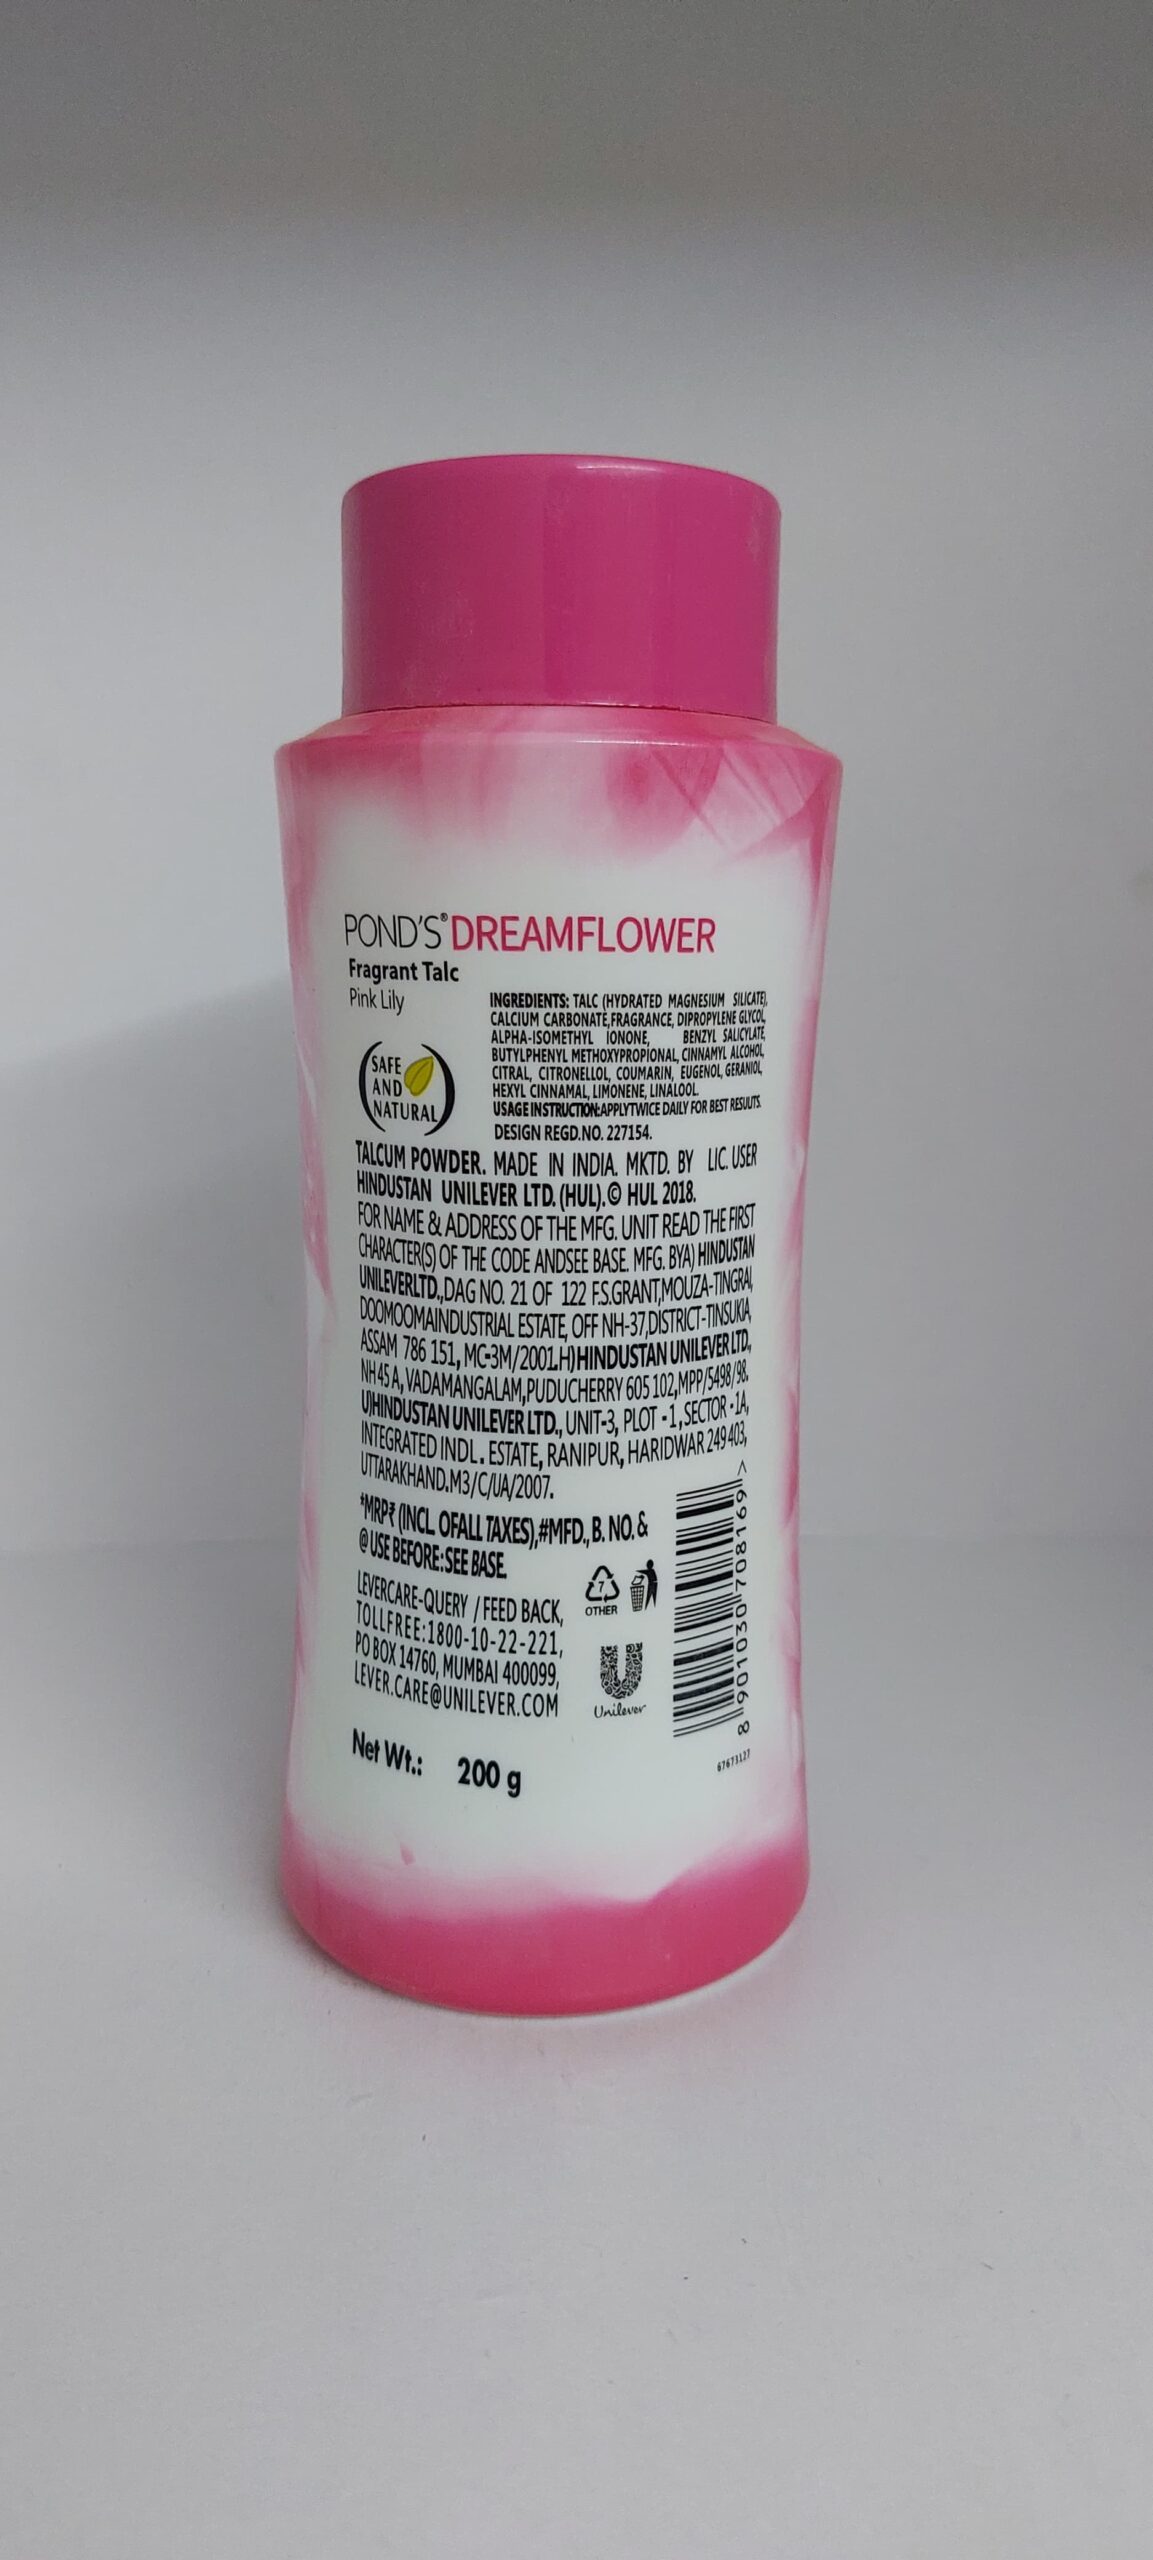 POND'S® DREAMFLOWER
Fragrant Talc
Pink Lily
SAFE
AND
NATURAL
INGREDIENTS: TALC (HYDRATED MAGNESIUM SILICATE),
CALCIUM CARBONATE,FRAGRANCE, DIPROPYLENE GLYCOL,
ALPHA-ISOMETHYL IONONE, BENZYL SALICYLATE,
BUTYLPHENYL METHOXYPROPIONAL, CINNAMYL ALCOHOL,
CITRAL, CITRONELLOL, COUMARIN, EUGENOL, GERANIOL,
HEXYL CINNAMAL, LIMONENE, LINALOOL.
USAGE INSTRUCTION:APPLYTWICE DAILY FOR BEST RESULTS.
DESIGN REGD.NO. 227154.
TALCUM POWDER. MADE IN INDIA. MKTD. BY LIC. USER
HINDUSTAN UNILEVER LTD. (HUL).© HUL 2018.
FOR NAME & ADDRESS OF THE MFG. UNIT READ THE FIRST
CHARACTER(S) OF THE CODE ANDSEE BASE. MFG. BYA) HINDUSTAN
UNILEVERLTD.,DAG NO. 21 OF 122 F.S.GRANT,MOUZA-TINGRAI,
DOOMOOMAINDUSTRIAL ESTATE, OFF NH-37,DISTRICT-TINSUKIA,
ASSAM 786 151, MC-3M/2001.H)HINDUSTAN UNILEVER LTD.,
NH 45 A, VADAMANGALAM,PUDUCHERRY 605 102,MPP/5498/98.
U)HINDUSTAN UNILEVER LTD., UNIT-3, PLOT -1, SECTOR -1A,
INTEGRATED INDL. ESTATE, RANIPUR, HARIDWAR 249 403,
UTTARAKHAND.M3/C/UA/2007.
*MRP₹ (INCL. OFALL TAXES),#MFD., B. NO. &
@USE BEFORE:SEE BASE.
LEVERCARE-QUERY / FEED BACK,
TOLLFREE:1800-10-22-221,
PO BOX 14760, MUMBAI 400099,
LEVER.CARE@UNILEVER.COM
7
OTHER
Unilever
8 901030 708169 >
67673127
Net Wt.: 200 g